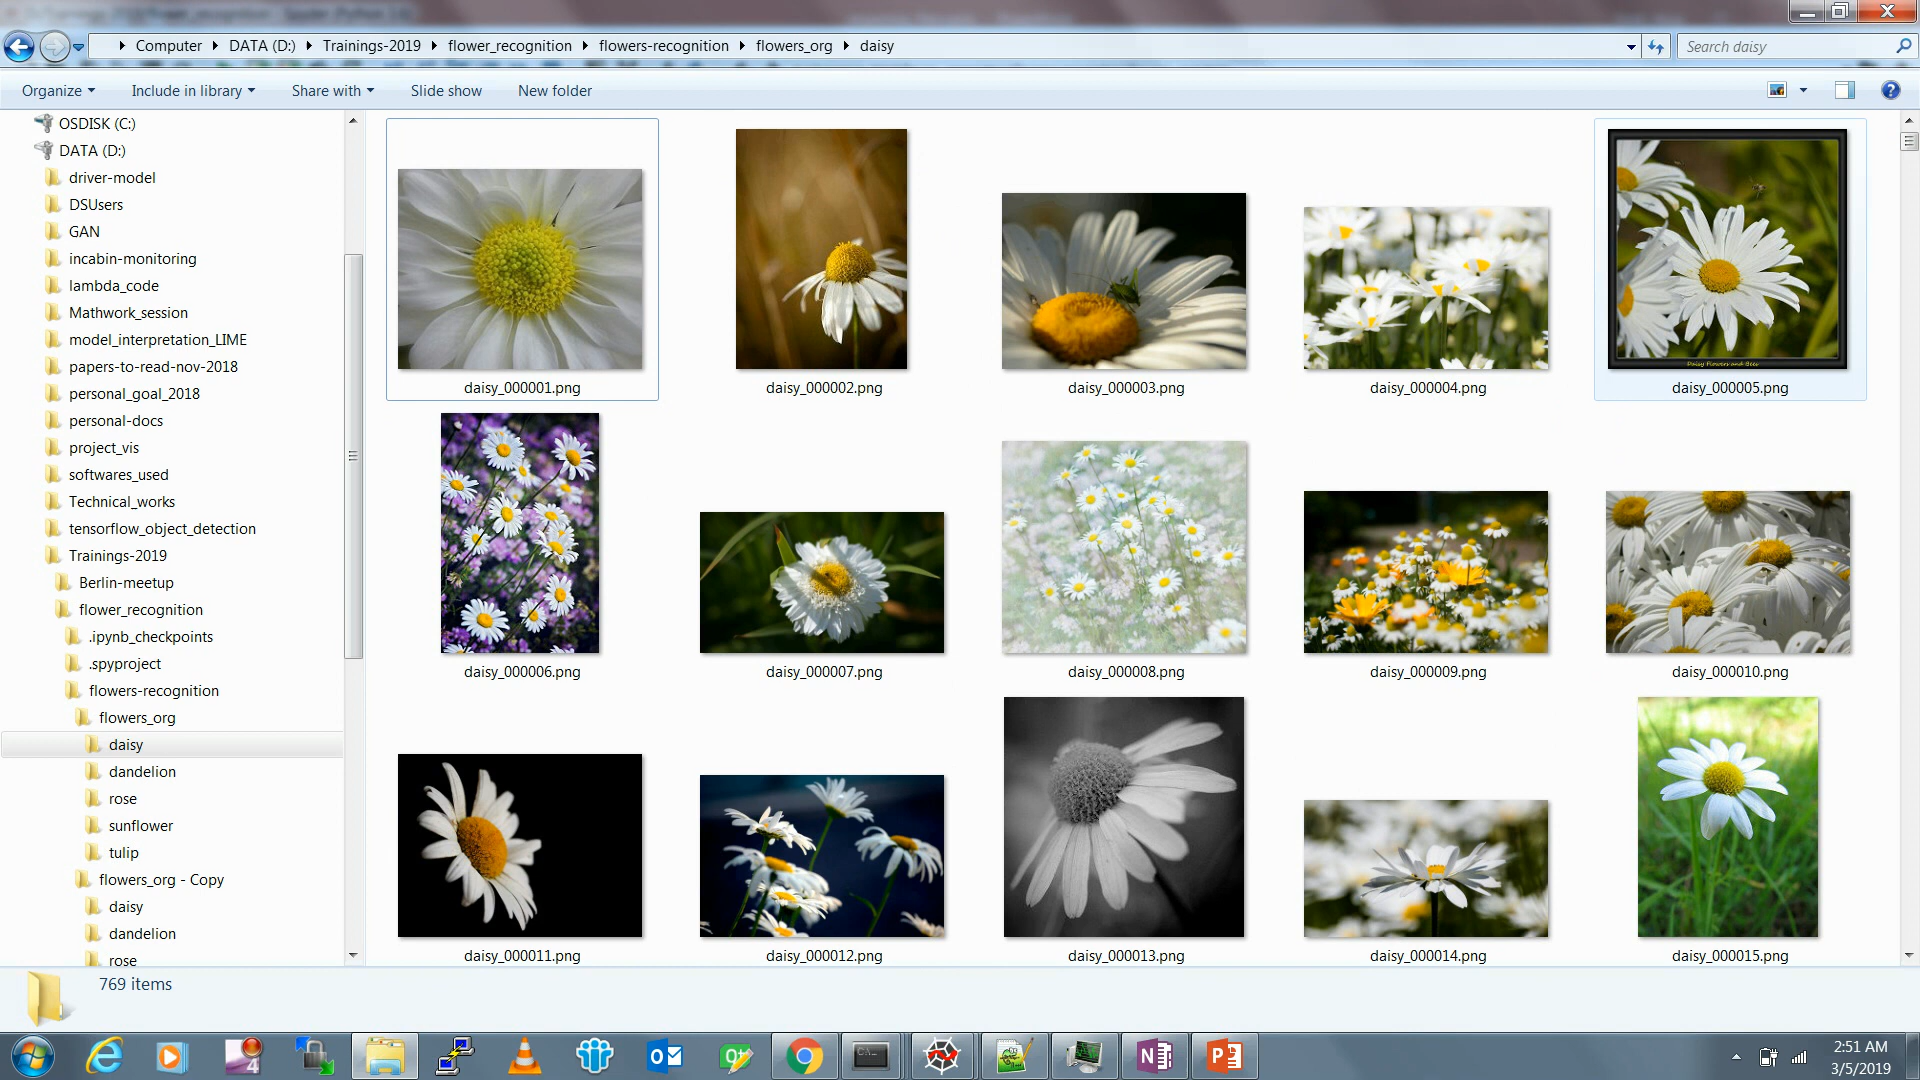 Computer ▸ DATA (D:) ▸ Trainings-2019 ▸ flower_recognition ▸ flowers-recognition ▸ flowers_org ▸ daisy
Search daisy
Organize Include in library Share with Slide show New folder
OSDISK (C:)
DATA (D:)
driver-model
DSUsers
GAN
incabin-monitoring
lambda_code
Mathwork_session
model_interpretation_LIME
papers-to-read-nov-2018
personal_goal_2018
personal-docs
project_vis
softwares_used
Technical_works
tensorflow_object_detection
Trainings-2019
Berlin-meetup
flower_recognition
.ipynb_checkpoints
.spyproject
flowers-recognition
flowers_org
daisy
dandelion
rose
sunflower
tulip
flowers_org - Copy
daisy
dandelion
rose
Daisy Flowers and Bees
daisy_000001.png daisy_000002.png daisy_000003.png daisy_000004.png daisy_000005.png
daisy_000006.png daisy_000007.png daisy_000008.png daisy_000009.png daisy_000010.png
daisy_000011.png daisy_000012.png daisy_000013.png daisy_000014.png daisy_000015.png
769 items
2:51 AM
3/5/2019